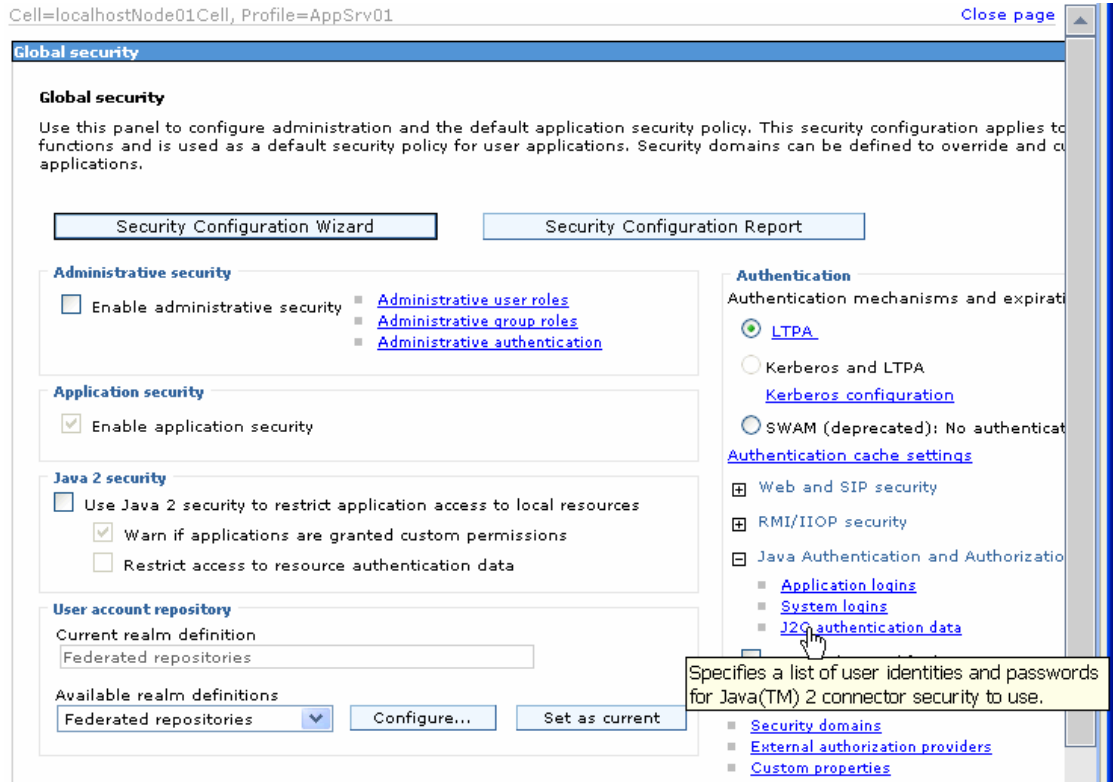 Cell=localhostNode01Cell, Profile=AppSrv01
Close page
Global security
Global security
Use this panel to configure administration and the default application security policy. This security configuration applies to
functions and is used as a default security policy for user applications. Security domains can be defined to override and
applications.
Security Configuration Wizard
Security Configuration Report
Administrative security
Enable administrative security
Administrative user roles
Administrative group roles
Administrative authentication
Application security
Enable application security
Java 2 security
Use Java 2 security to restrict application access to local resources
Warn if applications are granted custom permissions
Restrict access to resource authentication data
User account repository
Current realm definition
Federated repositories
Available realm definitions
Federated repositories
Configure...
Set as current
Authentication
Authentication mechanisms and expirati
LTPA
Kerberos and LTPA
Kerberos configuration
SWAM (deprecated): No authenticat
Authentication cache settings
Web and SIP security
RMI/IIOP security
Java Authentication and Authorizatio
Application logins
System logins
J2C authentication data
Specifies a list of user identities and passwords
for Java(TM) 2 connector security to use.
Security domains
External authorization providers
Custom properties